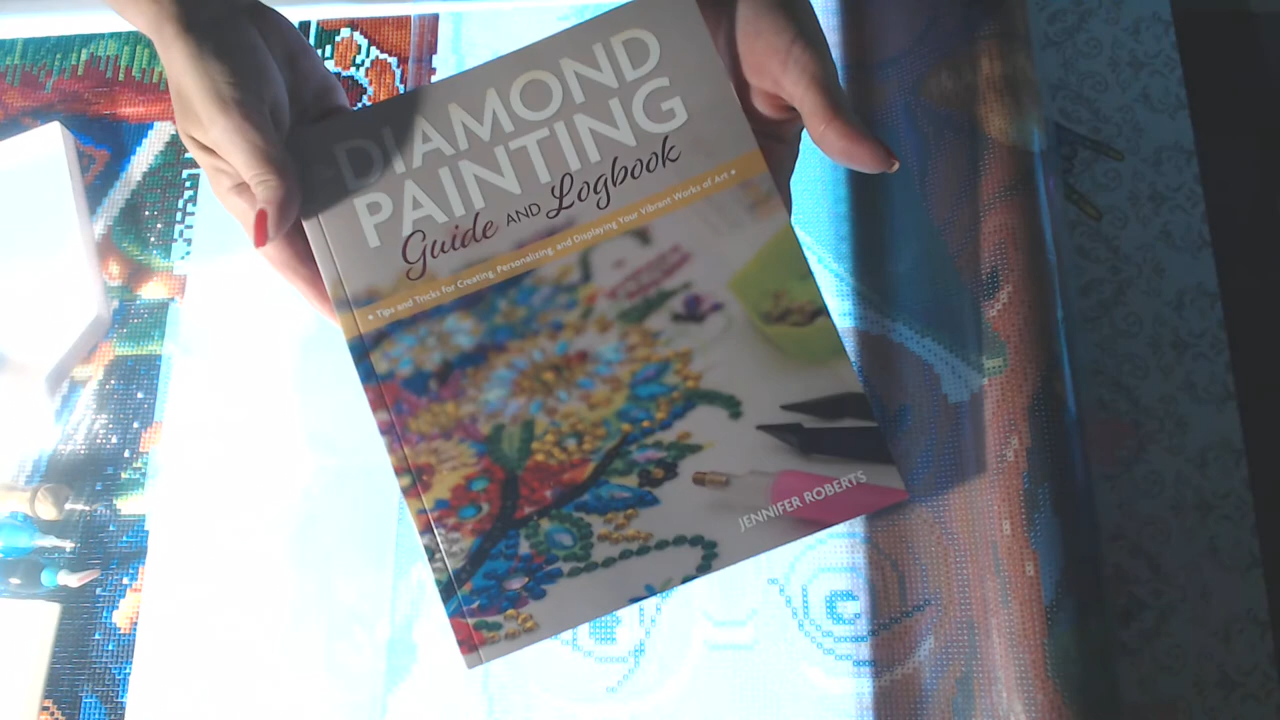 DIAMOND
PAINTING
Guide AND Logbook
• Tips and Tricks for Creating, Personalizing, and Displaying Your Vibrant Works of Art •
JENNIFER ROBERTS